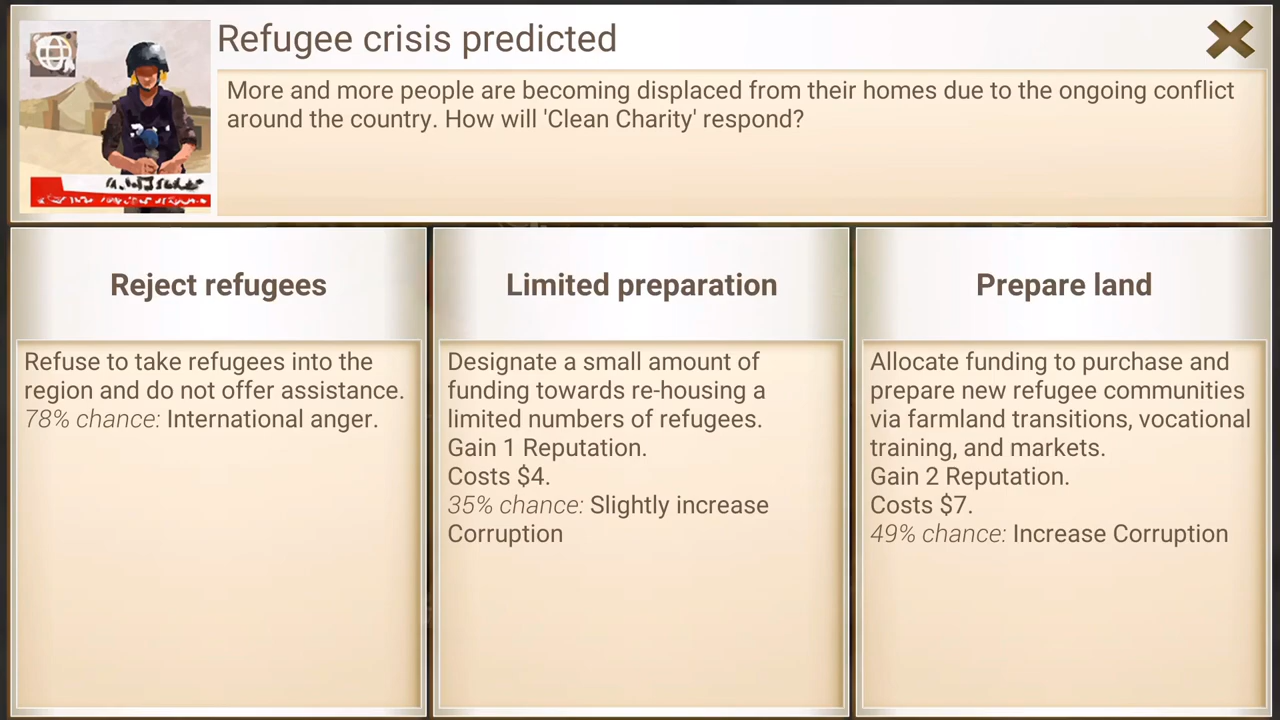 Refugee crisis predicted
More and more people are becoming displaced from their homes due to the ongoing conflict
around the country. How will 'Clean Charity' respond?
Reject refugees
Refuse to take refugees into the
region and do not offer assistance.
78% chance: International anger.
Limited preparation
Designate a small amount of
funding towards re-housing a
limited numbers of refugees.
Gain 1 Reputation.
Costs $4.
35% chance: Slightly increase
Corruption
Prepare land
Allocate funding to purchase and
prepare new refugee communities
via farmland transitions, vocational
training, and markets.
Gain 2 Reputation.
Costs $7.
49% chance: Increase Corruption